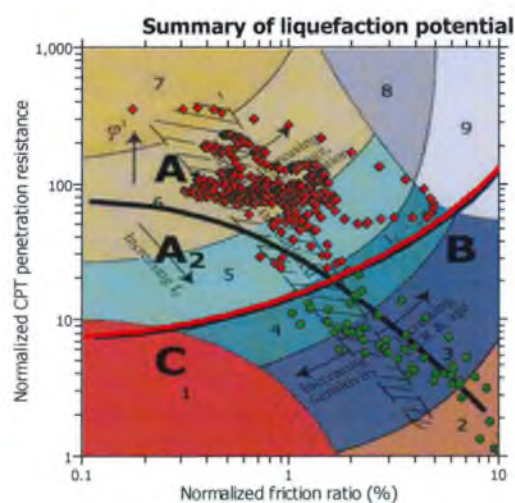 Summary of liquefaction potential
1,000
7
8
9
φ'
A
100
6
A2
B
5
Increasing
10
4
3
Increasing
Sensitivity
C
1
2
1
0.1
1
10
Normalized friction ratio (%)
Normalized CPT penetration resistance